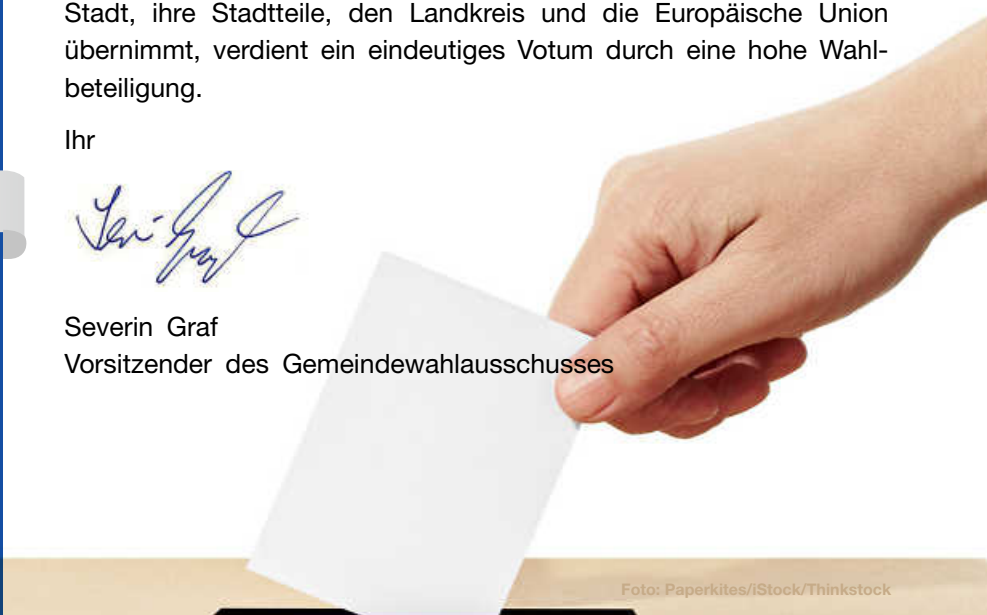 Stadt, ihre Stadtteile, den Landkreis und die Europäische Union
übernimmt, verdient ein eindeutiges Votum durch eine hohe Wahl-
beteiligung.
Ihr
Severin Graf
Vorsitzender des Gemeindewahlausschusses
Foto: Paperkites/iStock/Thinkstock